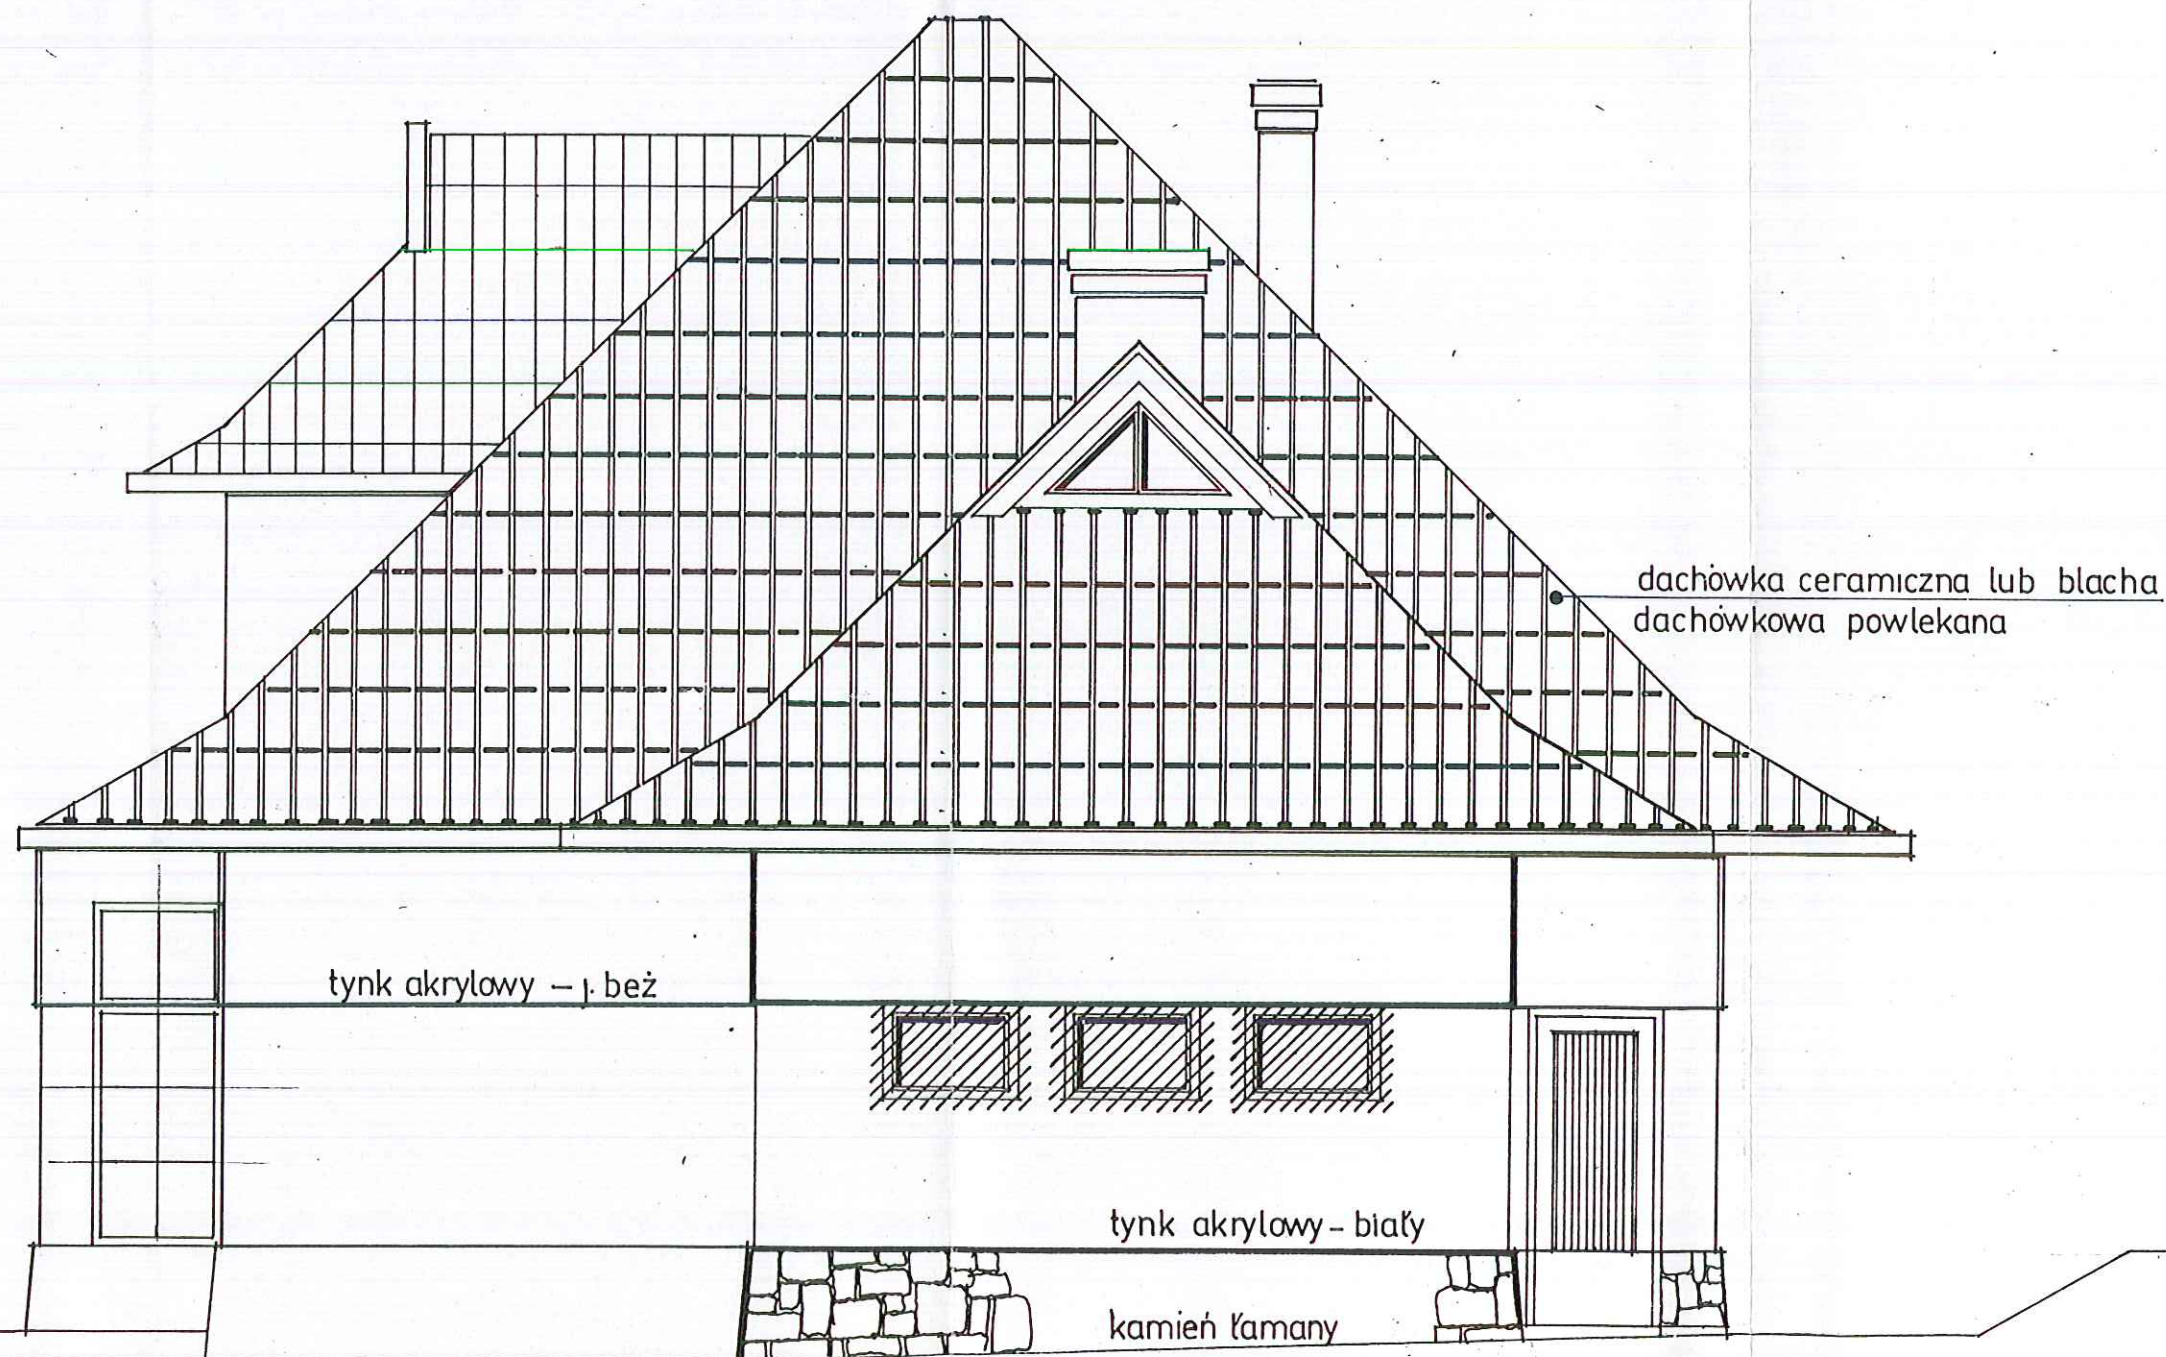 dachówka ceramiczna lub blacha
dachówkowa powlekana
tynk akrylowy – j. beż
tynk akrylowy – biały
kamień łamany